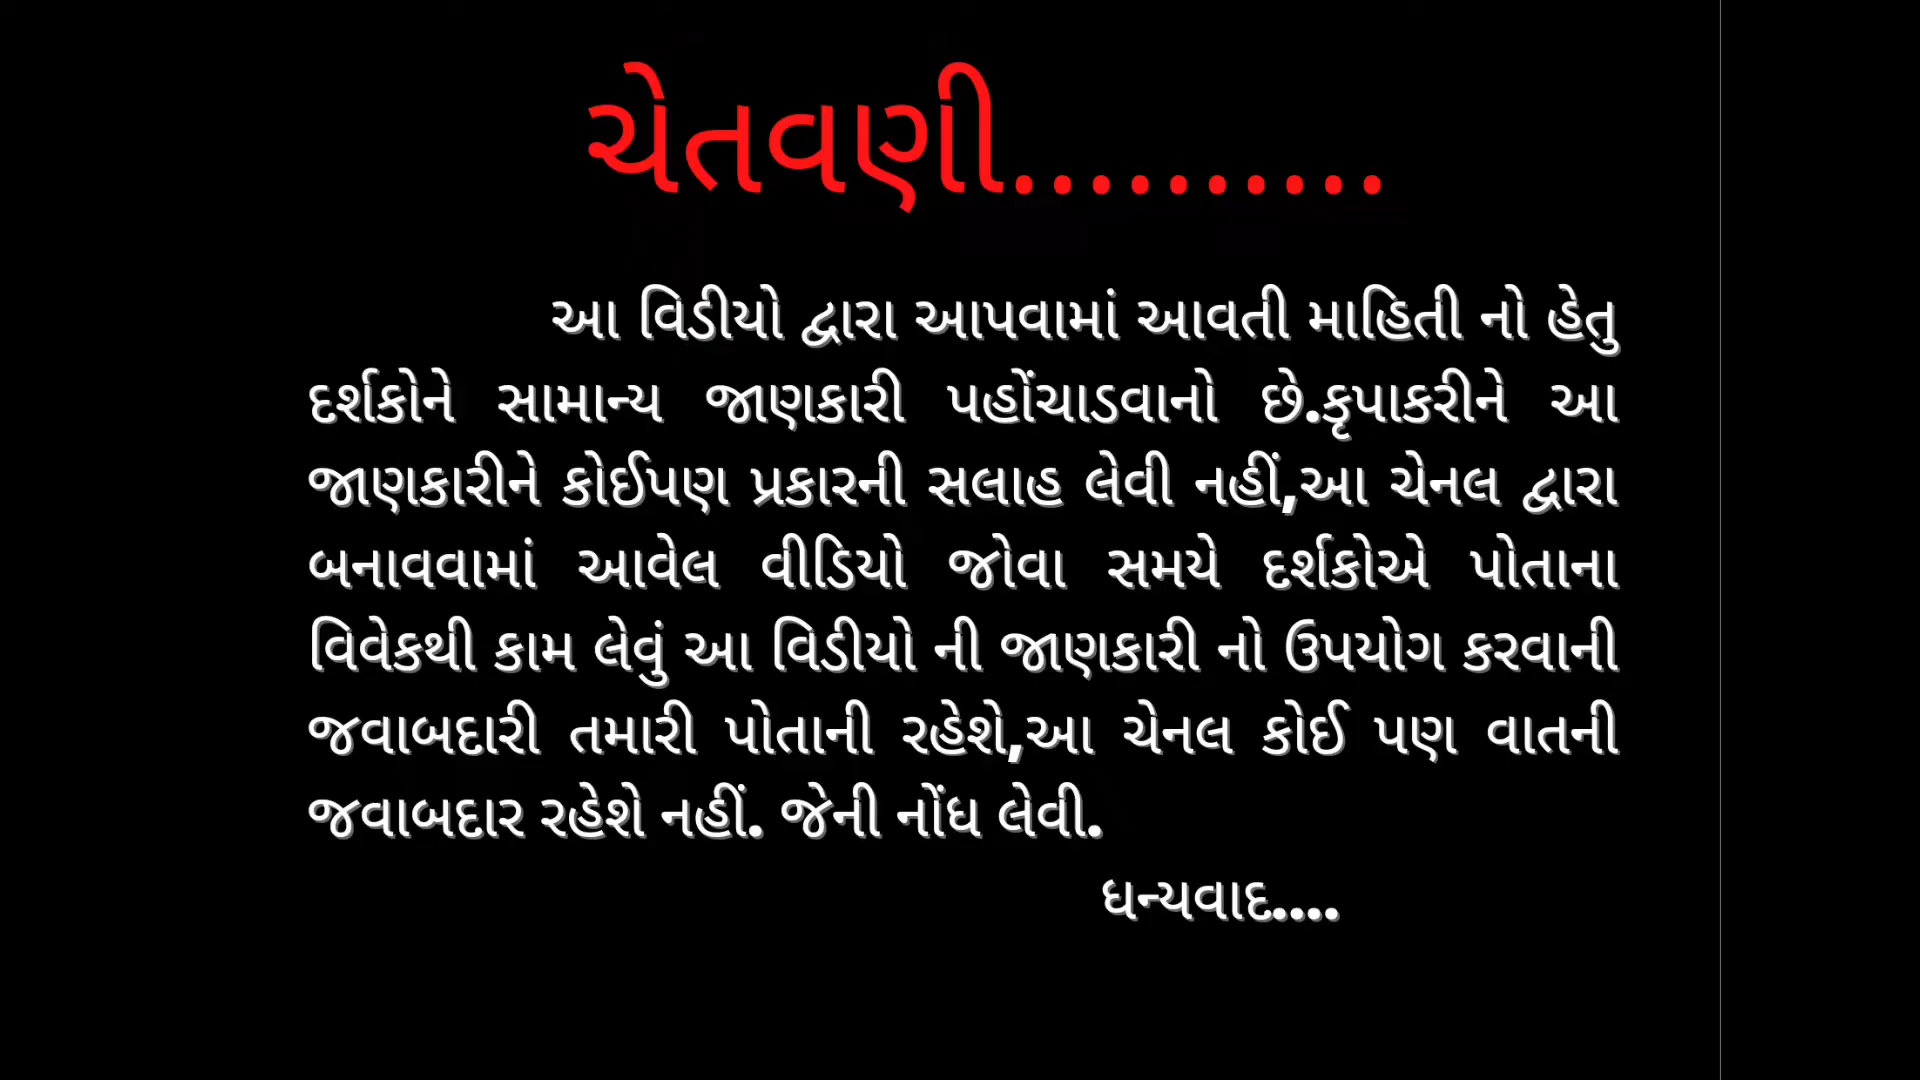 ચેતવણી..........
આ વિડીયો દ્વારા આપવામાં આવતી માહિતી નો હેતુ
દર્શકોને સામાન્ય જાણકારી પહોંચાડવાનો છે.કૃપાકરીને આ
જાણકારીને કોઈપણ પ્રકારની સલાહ લેવી નહીં,આ ચેનલ દ્વારા
બનાવવામાં આવેલ વીડિયો જોવા સમયે દર્શકોએ પોતાના
વિવેકથી કામ લેવું આ વિડીયો ની જાણકારી નો ઉપયોગ કરવાની
જવાબદારી તમારી પોતાની રહેશે,આ ચેનલ કોઈ પણ વાતની
જવાબદાર રહેશે નહીં. જેની નોંધ લેવી.
ધન્યવાદ....